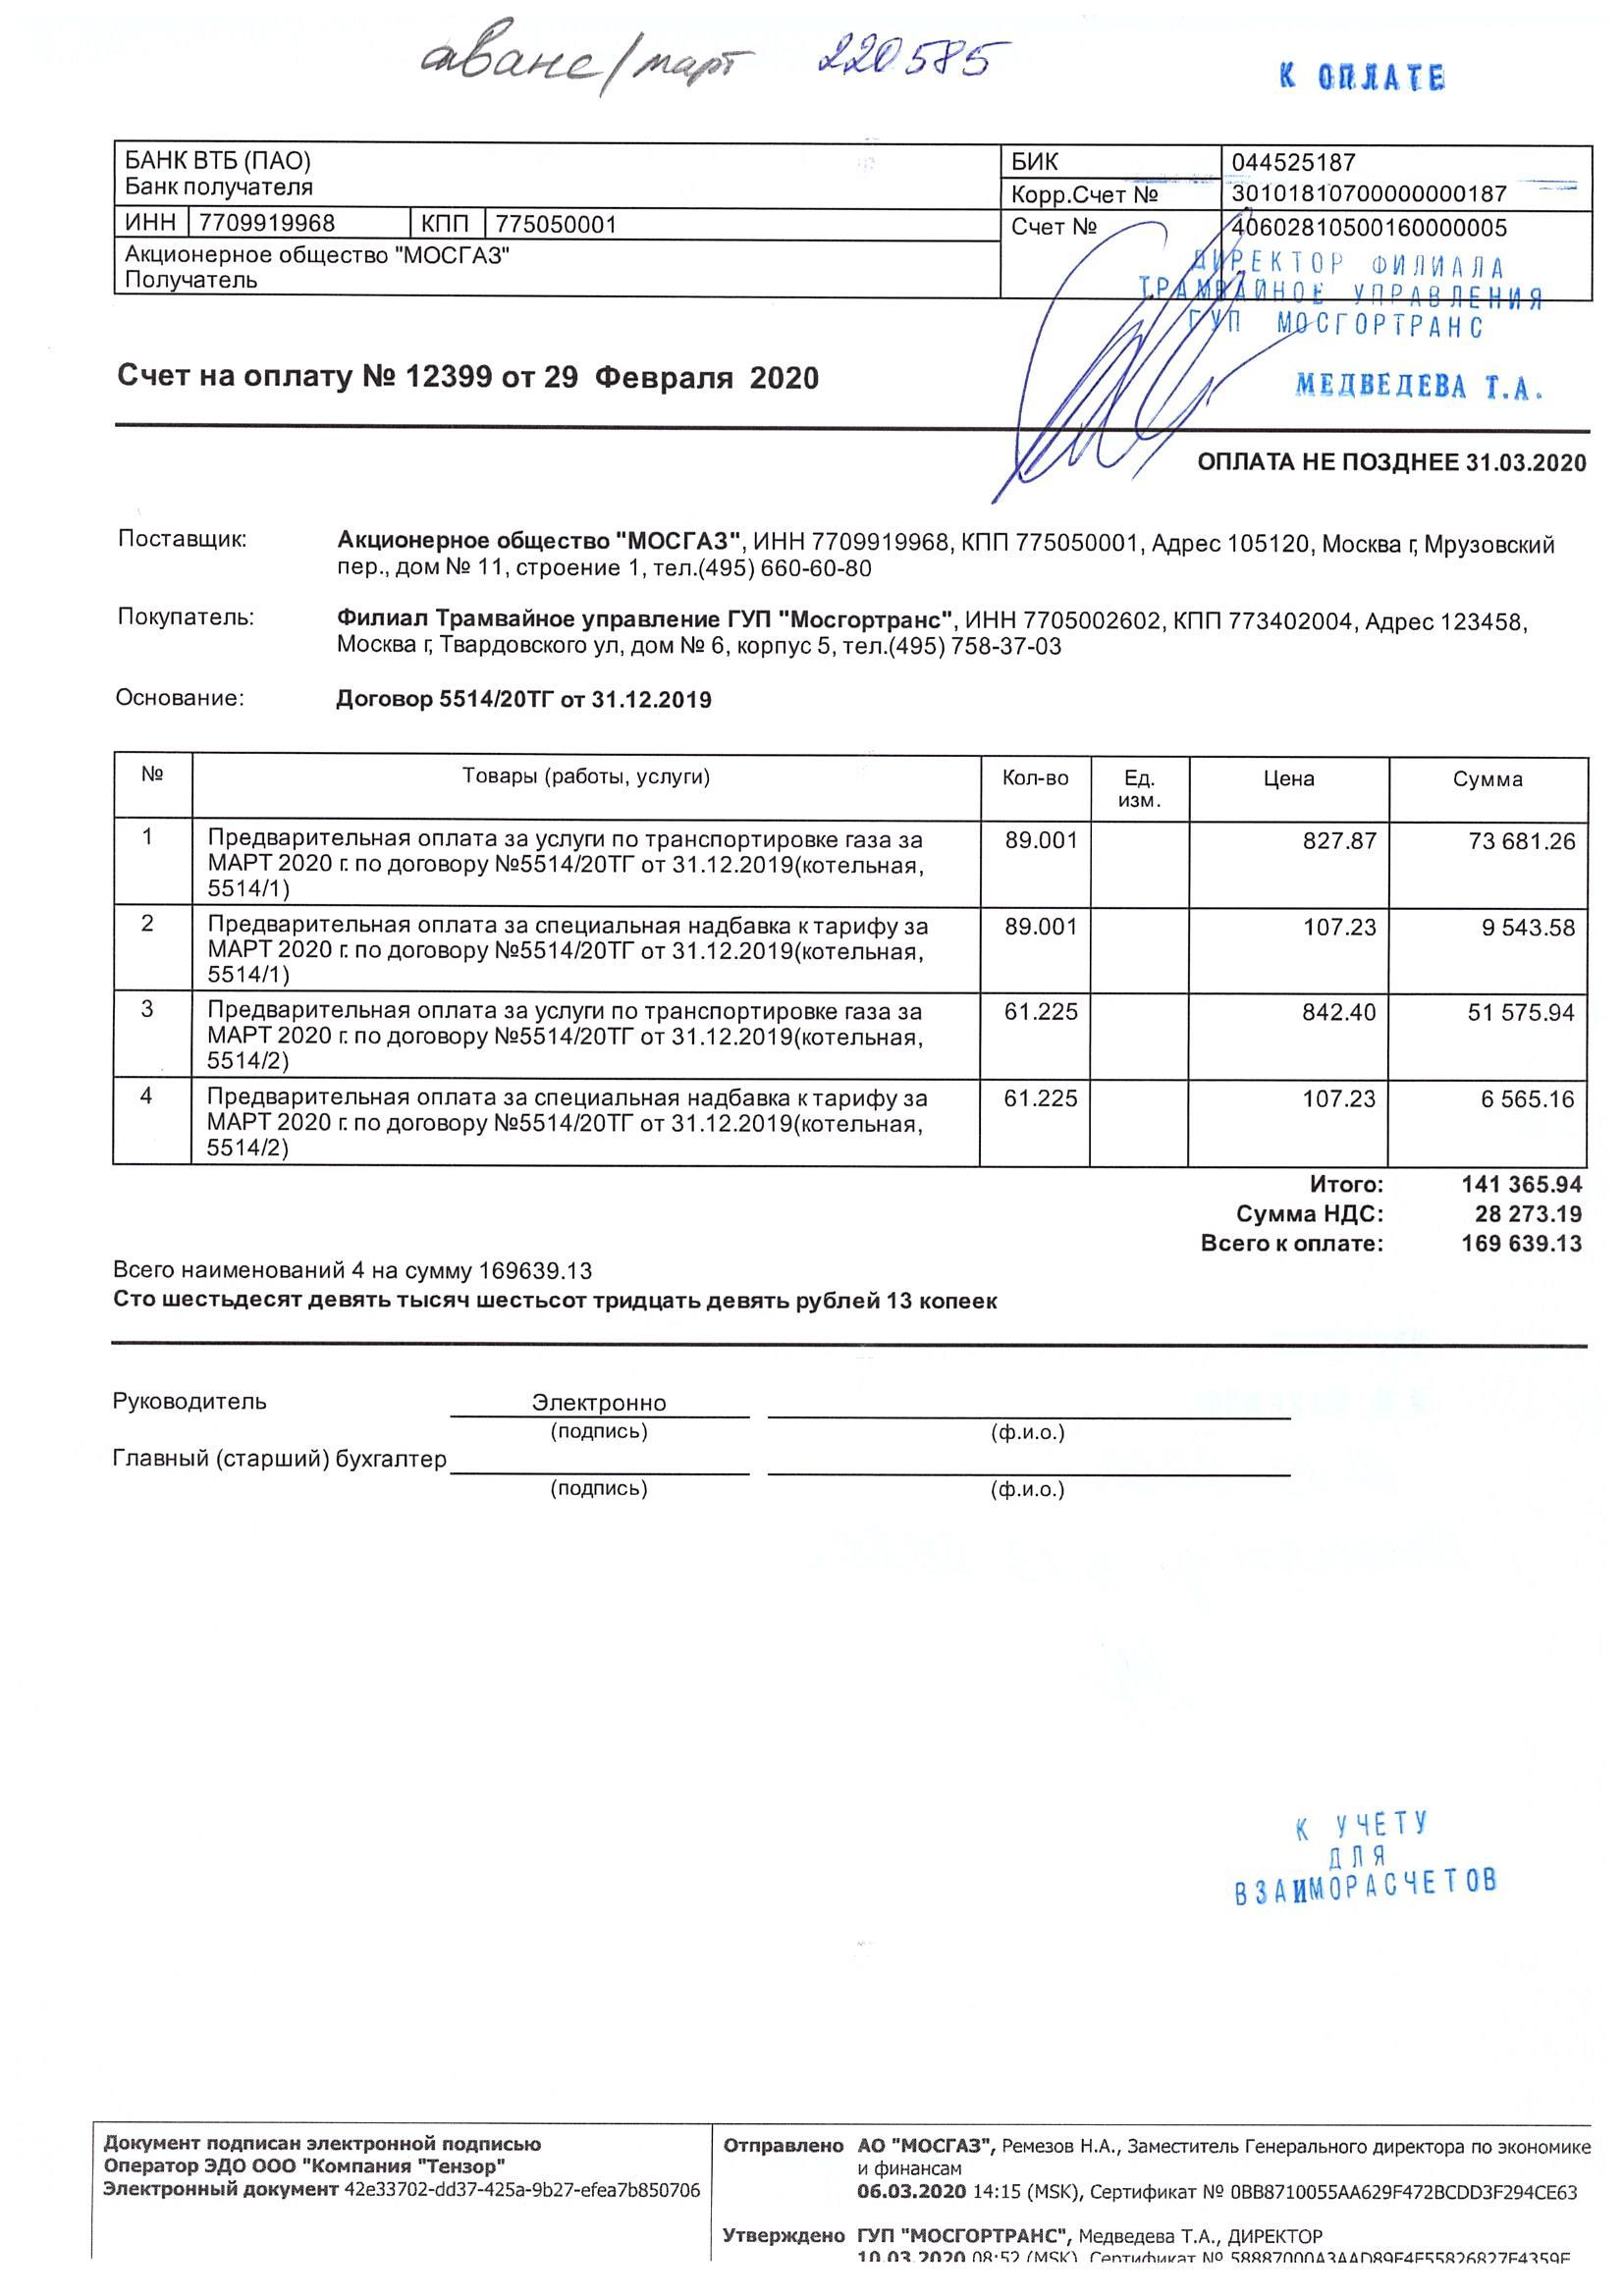 аванс/март 220585
К ОПЛАТЕ
БАНК ВТБ (ПАО)
Банк получателя
БИК 044525187
Корр.Счет № 30101810700000000187
ИНН 7709919968 КПП 775050001
Счет № 40602810500160000005
Акционерное общество "МОСГАЗ"
Получатель
ДИРЕКТОР ФИЛИАЛА
ТРАМВАЙНОЕ УПРАВЛЕНИЯ
ГУП МОСГОРТРАНС
МЕДВЕДЕВА Т.А.
Счет на оплату № 12399 от 29 Февраля 2020
ОПЛАТА НЕ ПОЗДНЕЕ 31.03.2020
Поставщик: Акционерное общество "МОСГАЗ", ИНН 7709919968, КПП 775050001, Адрес 105120, Москва г, Мрузовский
пер., дом № 11, строение 1, тел.(495) 660-60-80
Покупатель: Филиал Трамвайное управление ГУП "Мосгортранс", ИНН 7705002602, КПП 773402004, Адрес 123458,
Москва г, Твардовского ул, дом № 6, корпус 5, тел.(495) 758-37-03
Основание: Договор 5514/20ТГ от 31.12.2019
№ Товары (работы, услуги) Кол-во Ед. Цена Сумма
изм.
1 Предварительная оплата за услуги по транспортировке газа за 89.001 827.87 73 681.26
МАРТ 2020 г. по договору №5514/20ТГ от 31.12.2019(котельная,
5514/1)
2 Предварительная оплата за специальная надбавка к тарифу за 89.001 107.23 9 543.58
МАРТ 2020 г. по договору №5514/20ТГ от 31.12.2019(котельная,
5514/1)
3 Предварительная оплата за услуги по транспортировке газа за 61.225 842.40 51 575.94
МАРТ 2020 г. по договору №5514/20ТГ от 31.12.2019(котельная,
5514/2)
4 Предварительная оплата за специальная надбавка к тарифу за 61.225 107.23 6 565.16
МАРТ 2020 г. по договору №5514/20ТГ от 31.12.2019(котельная,
5514/2)
Итого: 141 365.94
Сумма НДС: 28 273.19
Всего к оплате: 169 639.13
Всего наименований 4 на сумму 169639.13
Сто шестьдесят девять тысяч шестьсот тридцать девять рублей 13 копеек
Руководитель Электронно
(подпись) (ф.и.о.)
Главный (старший) бухгалтер
(подпись) (ф.и.о.)
К УЧЕТУ
ДЛЯ
ВЗАИМОРАСЧЕТОВ
Документ подписан электронной подписью
Оператор ЭДО ООО "Компания "Тензор"
Электронный документ 42e33702-dd37-425a-9b27-efea7b850706
Отправлено АО "МОСГАЗ", Ремезов Н.А., Заместитель Генерального директора по экономике
и финансам
06.03.2020 14:15 (MSK), Сертификат № 0BB8710055AA629F472BCDD3F294CE63
Утверждено ГУП "МОСГОРТРАНС", Медведева Т.А., ДИРЕКТОР
10.03.2020 08:52 (MSK), Сертификат №